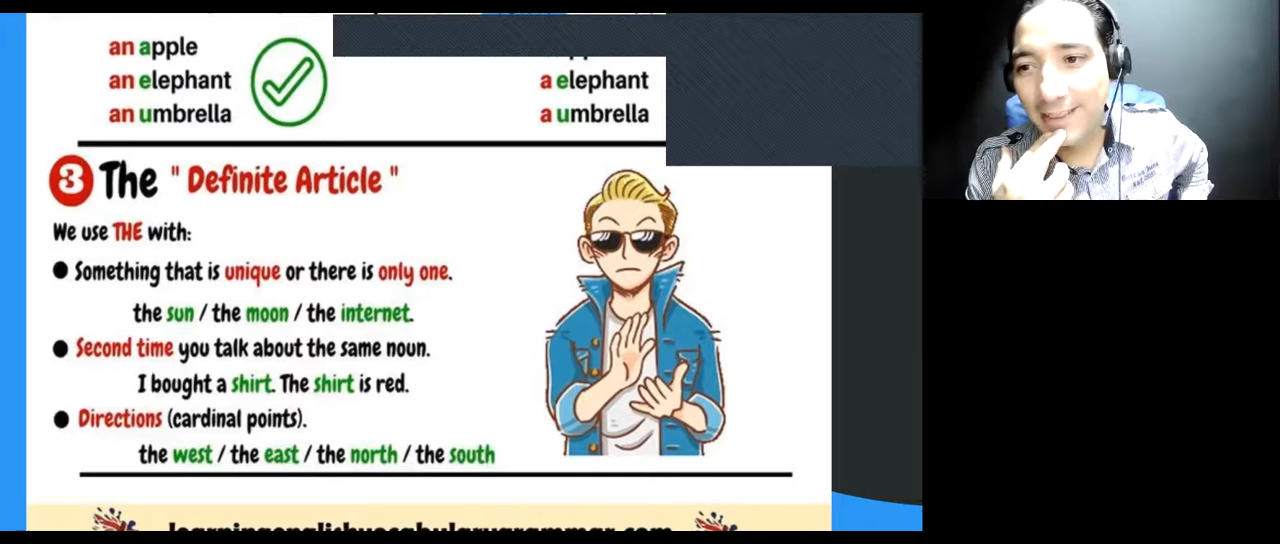 an apple
an elephant
an umbrella
a elephant
a umbrella
3 The " Definite Article "
We use THE with:
● Something that is unique or there is only one.
the sun / the moon / the internet.
● Second time you talk about the same noun.
I bought a shirt. The shirt is red.
● Directions (cardinal points).
the west / the east / the north / the south
learningenglishvocabularygrammar.com